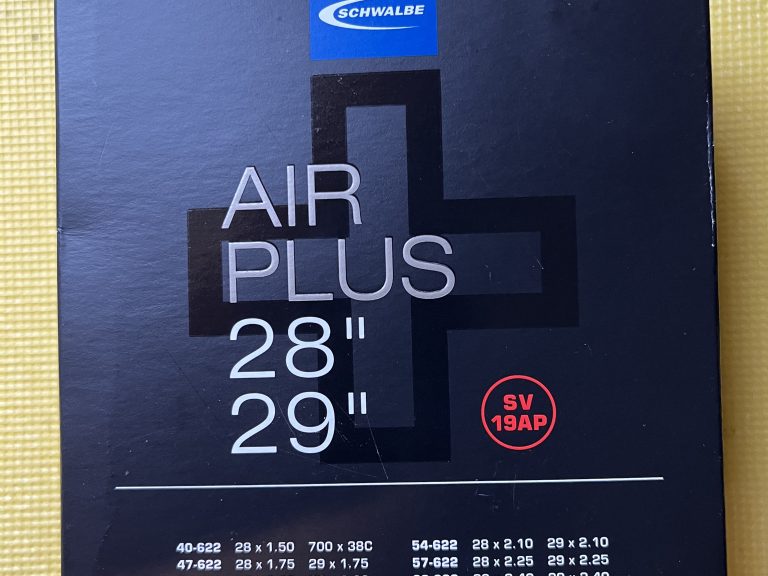 SCHWALBE
AIR
PLUS
28"
29"
SV
19AP
40-622 28 x 1.50 700 x 38C
47-622 28 x 1.75 29 x 1.75
54-622 28 x 2.10 29 x 2.10
57-622 28 x 2.25 29 x 2.25